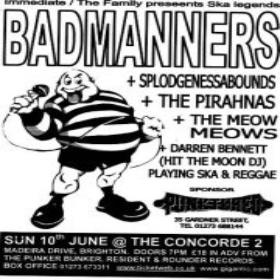 Immediate / The Family presents Ska legends
BADMANNERS
+ SPLODGENESSABOUNDS
+ THE PIRAHNAS
+ THE MEOW
MEOWS
+ DARREN BENNETT
(HIT THE MOON DJ)
PLAYING SKA & REGGAE
SPONSOR
35 GARDNER STREET,
TEL. 01273 688144
SUN 10th JUNE @ THE CONCORDE 2
MADEIRA DRIVE, BRIGHTON. DOORS 7PM £18 IN ADV FROM
THE PUNKER BUNKER, RESIDENT & ROUNDER RECORDS.
BOX OFFICE 01273 673311